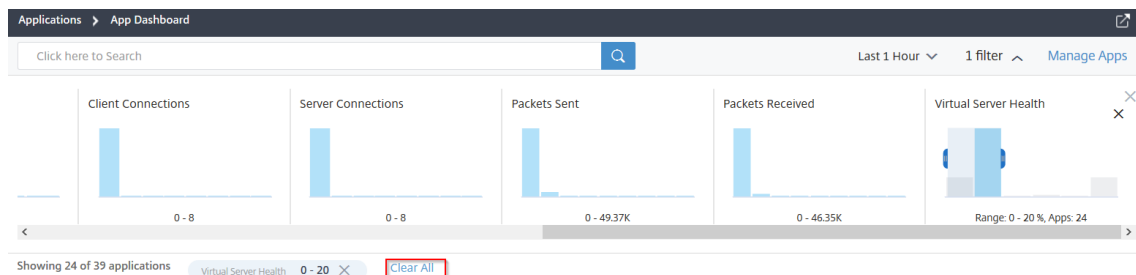 Applications > App Dashboard
Click here to Search
Last 1 Hour
1 filter
Manage Apps
Client Connections
Server Connections
Packets Sent
Packets Received
Virtual Server Health
0 - 8
0 - 8
0 - 49.37K
0 - 46.35K
Range: 0 - 20 %, Apps: 24
Showing 24 of 39 applications
Virtual Server Health 0 - 20
Clear All